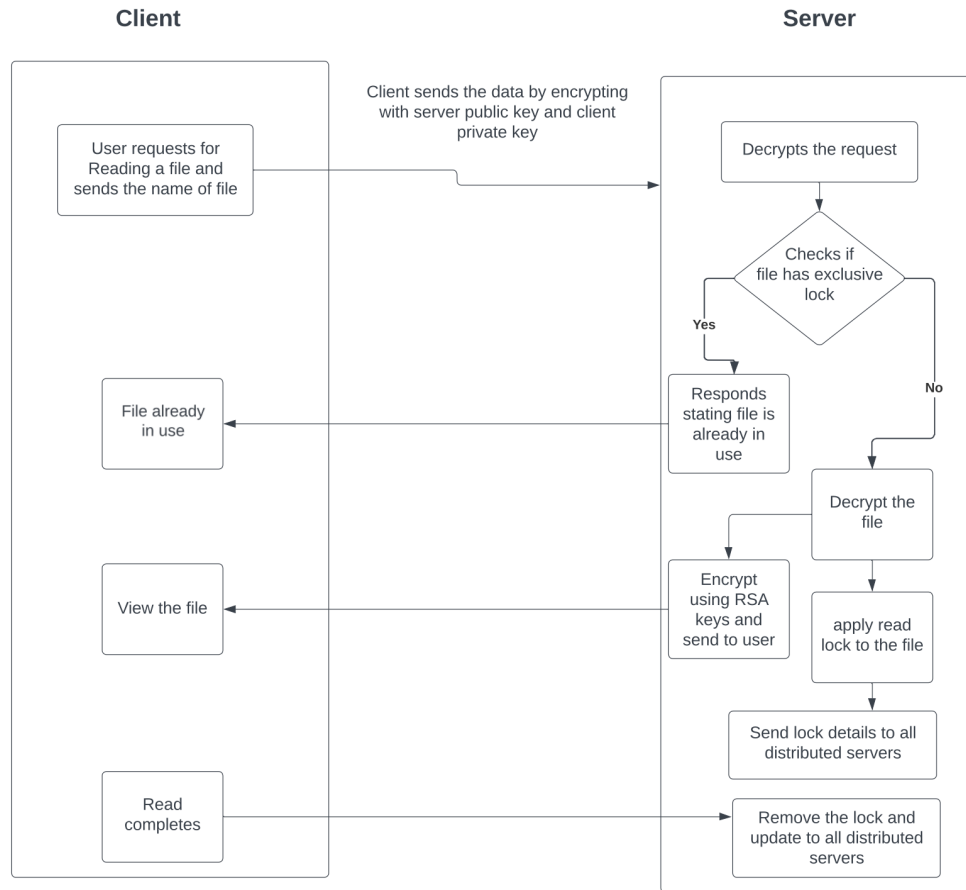 Client
Server
Client sends the data by encrypting
with server public key and client
private key
User requests for
Reading a file and
sends the name of file
Decrypts the request
Checks if
file has exclusive
lock
Yes
No
File already
in use
Responds
stating file is
already in
use
Decrypt the
file
View the file
Encrypt
using RSA
keys and
send to user
apply read
lock to the file
Send lock details to all
distributed servers
Read
completes
Remove the lock and
update to all distributed
servers